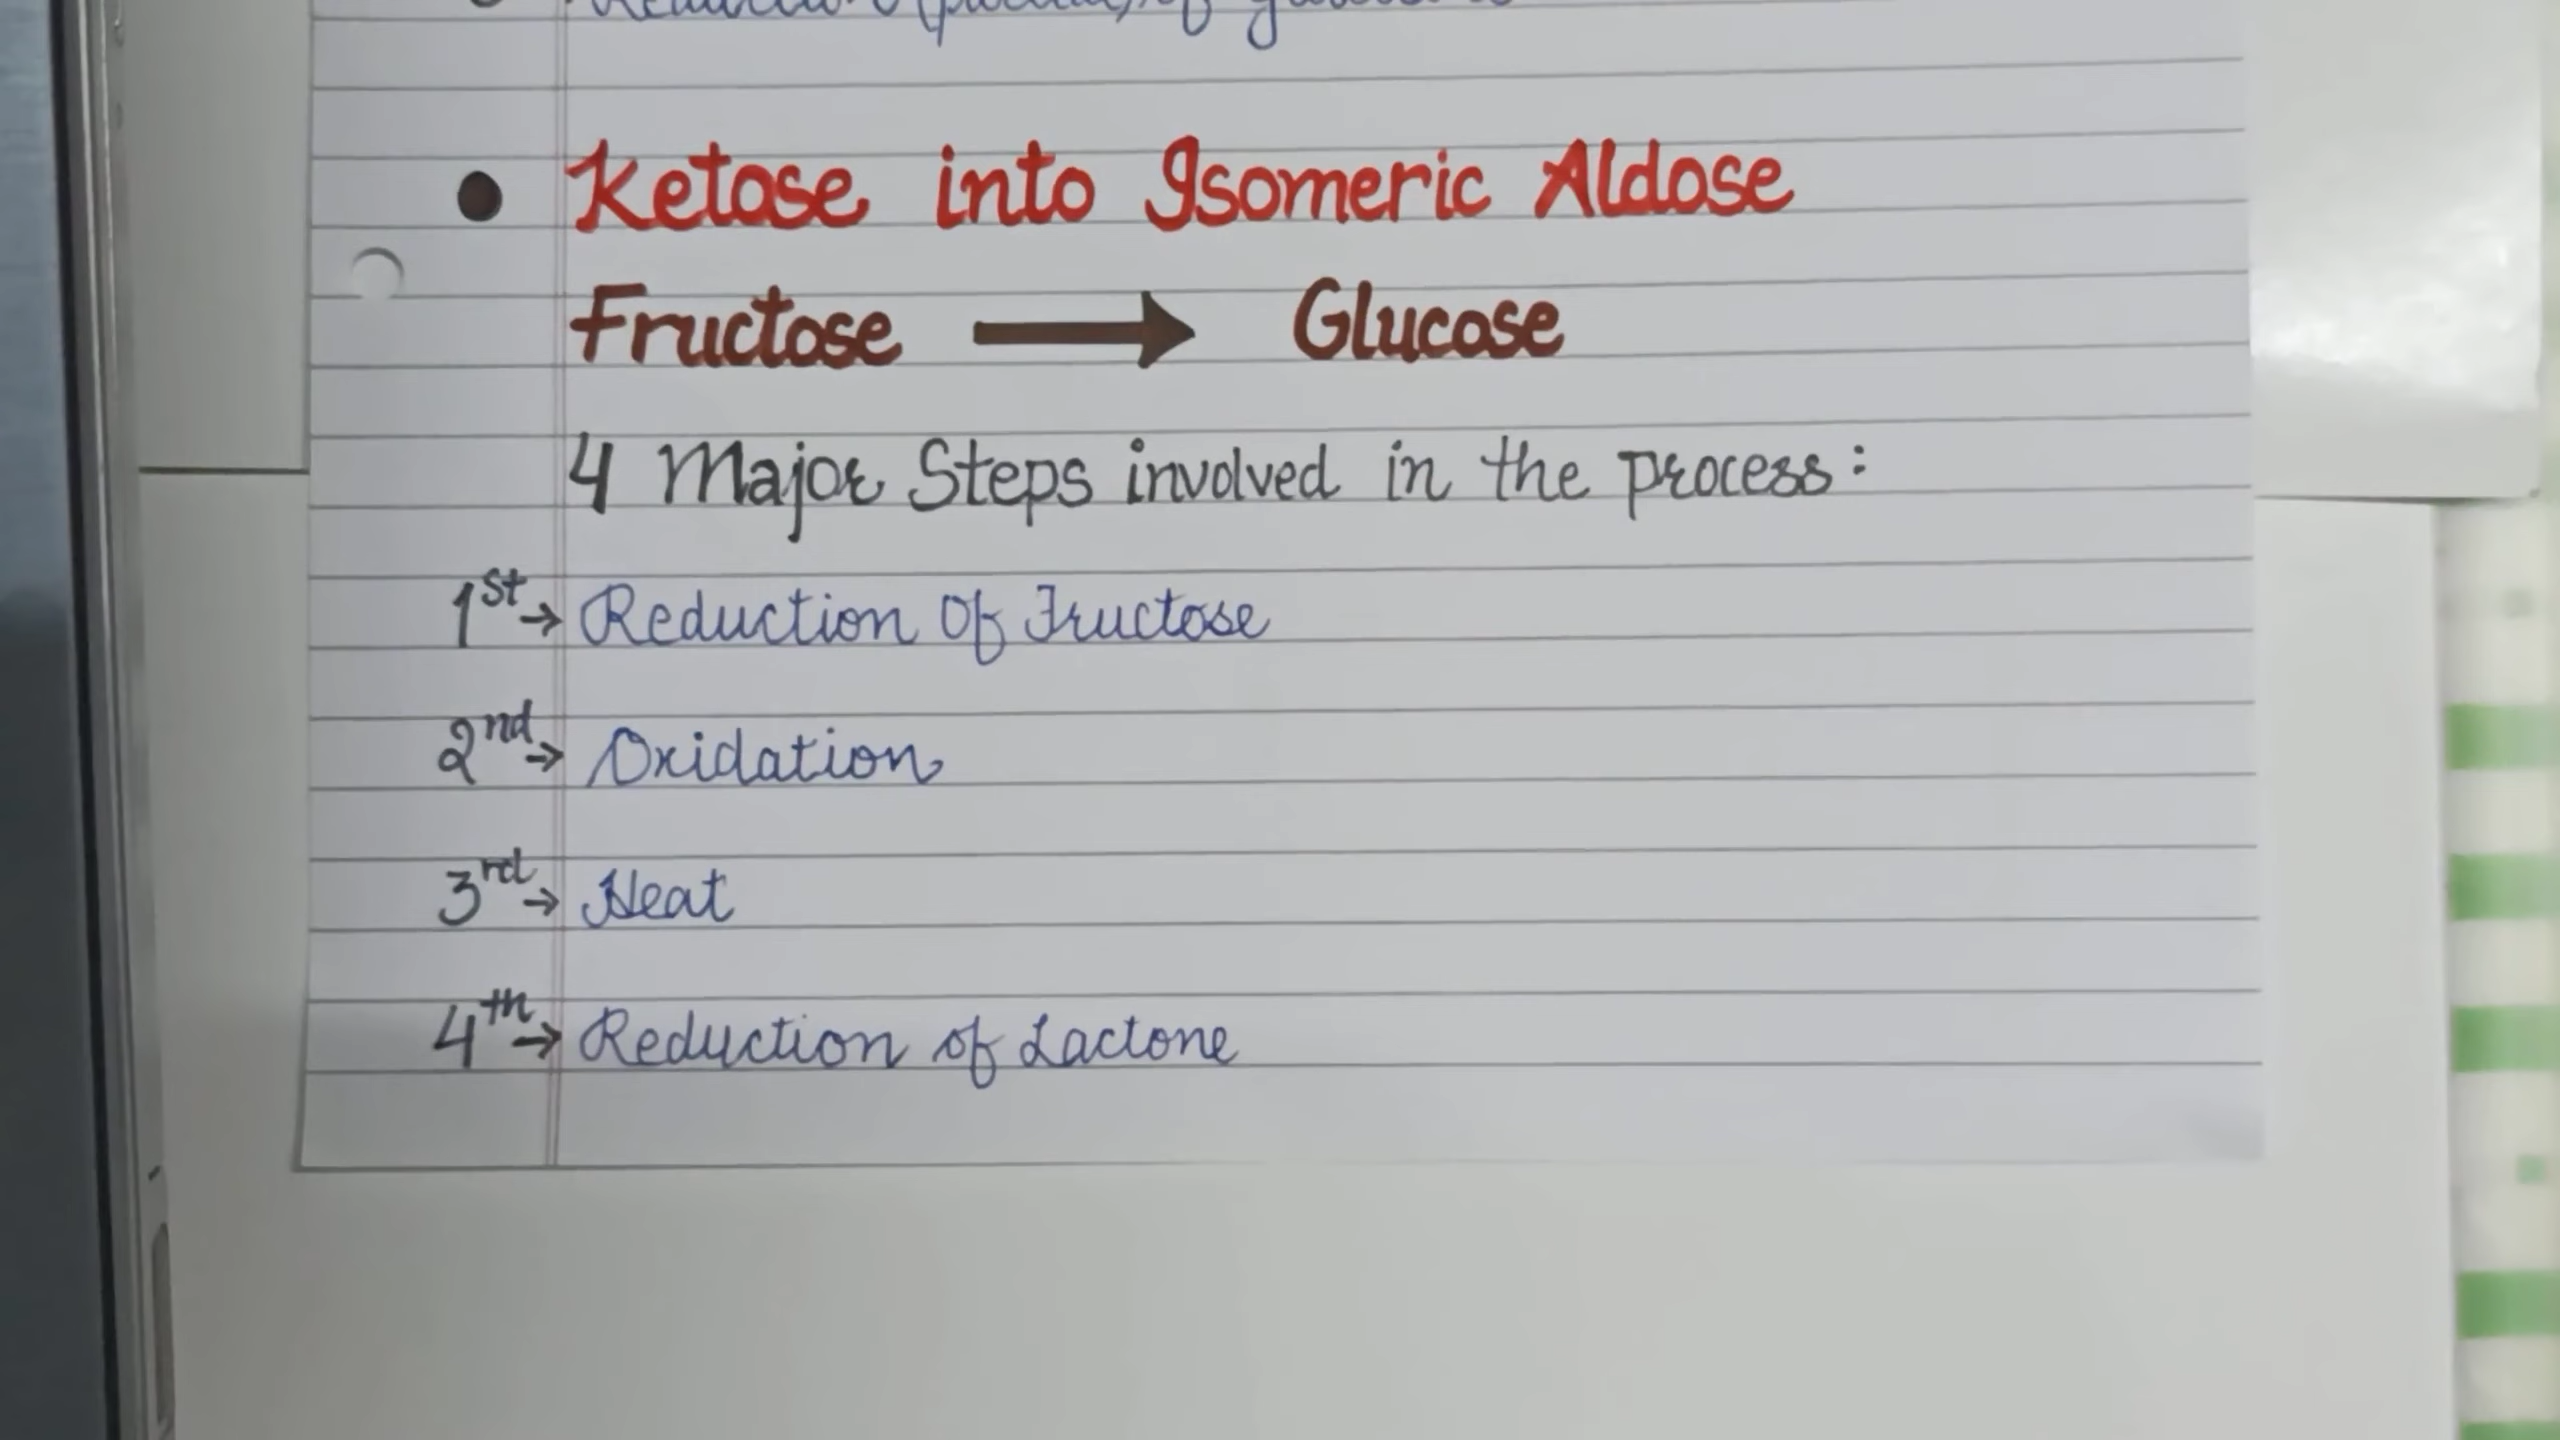 • Ketose into Isomeric Aldose
Fructose → Glucose
4 Major Steps involved in the process:
1st → Reduction Of Fructose
2nd → Oxidation
3rd → Heat
4th → Reduction of Lactone